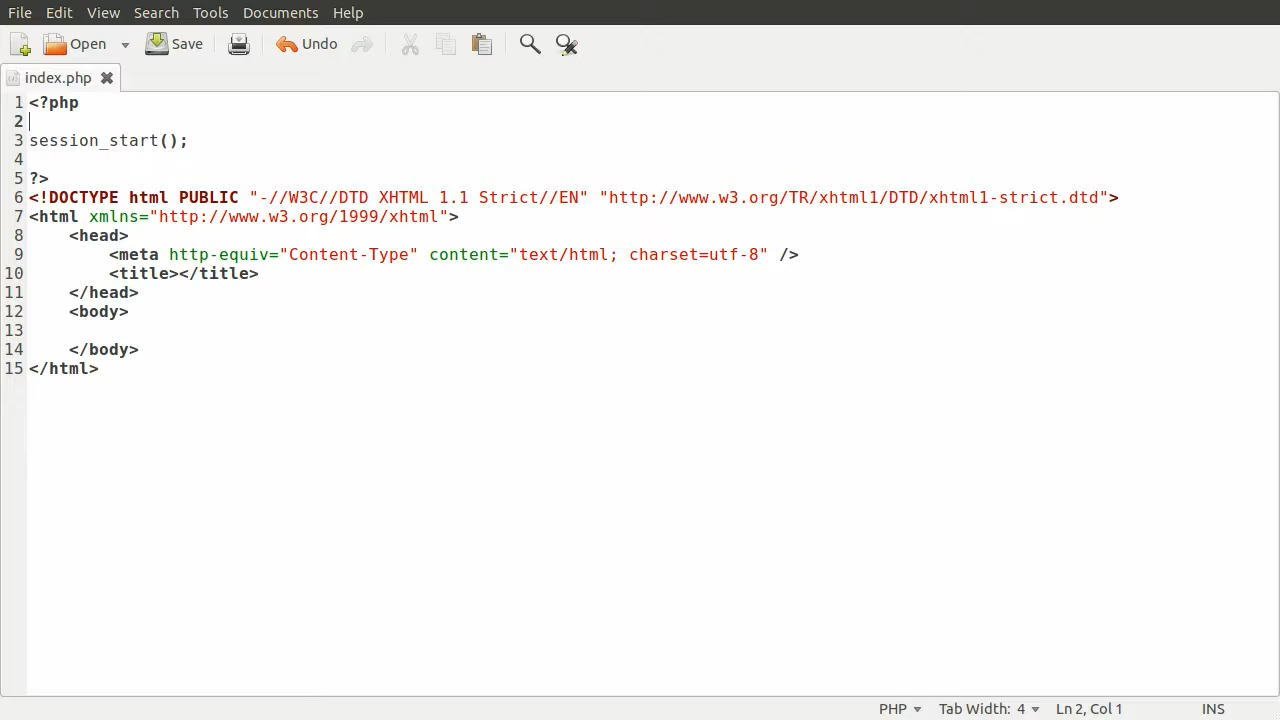 File Edit View Search Tools Documents Help
Open Save Undo
index.php
1 <?php
2
3 session_start();
4
5 ?>
6 <!DOCTYPE html PUBLIC "-//W3C//DTD XHTML 1.1 Strict//EN" "http://www.w3.org/TR/xhtml1/DTD/xhtml1-strict.dtd">
7 <html xmlns="http://www.w3.org/1999/xhtml">
8     <head>
9         <meta http-equiv="Content-Type" content="text/html; charset=utf-8" />
10         <title></title>
11     </head>
12     <body>
13
14     </body>
15 </html>
PHP Tab Width: 4 Ln 2, Col 1 INS